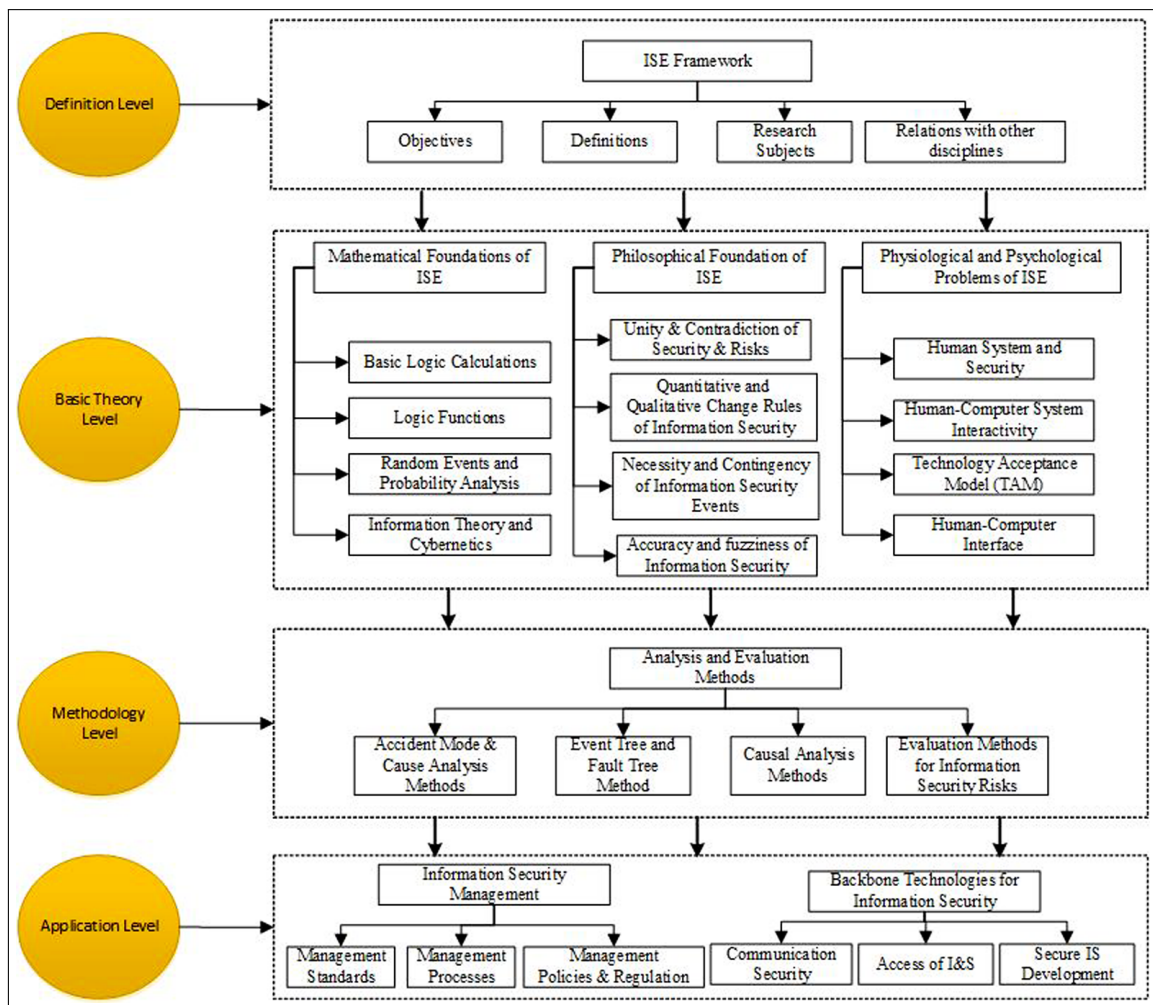 Definition Level
ISE Framework
Objectives
Definitions
Research
Subjects
Relations with other
disciplines
Basic Theory
Level
Mathematical Foundations of
ISE
Basic Logic Calculations
Logic Functions
Random Events and
Probability Analysis
Information Theory and
Cybernetics
Philosophical Foundation of
ISE
Unity & Contradiction of
Security & Risks
Quantitative and
Qualitative Change Rules
of Information Security
Necessity and Contingency
of Information Security
Events
Accuracy and fuzziness of
Information Security
Physiological and Psychological
Problems of ISE
Human System and
Security
Human-Computer System
Interactivity
Technology Acceptance
Model (TAM)
Human-Computer
Interface
Methodology
Level
Analysis and Evaluation
Methods
Accident Mode &
Cause Analysis
Methods
Event Tree and
Fault Tree
Method
Causal Analysis
Methods
Evaluation Methods
for Information
Security Risks
Application Level
Information Security
Management
Management
Standards
Management
Processes
Management
Policies & Regulation
Backbone Technologies for
Information Security
Communication
Security
Access of I&S
Secure IS
Development